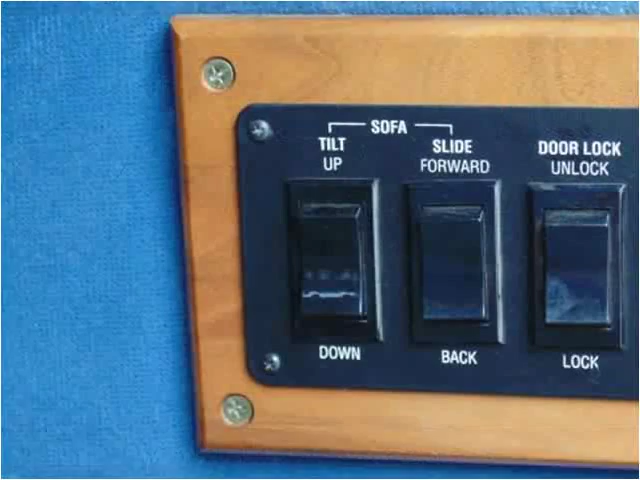 SOFA
TILT
UP
SLIDE
FORWARD
DOOR LOCK
UNLOCK
DOWN
BACK
LOCK